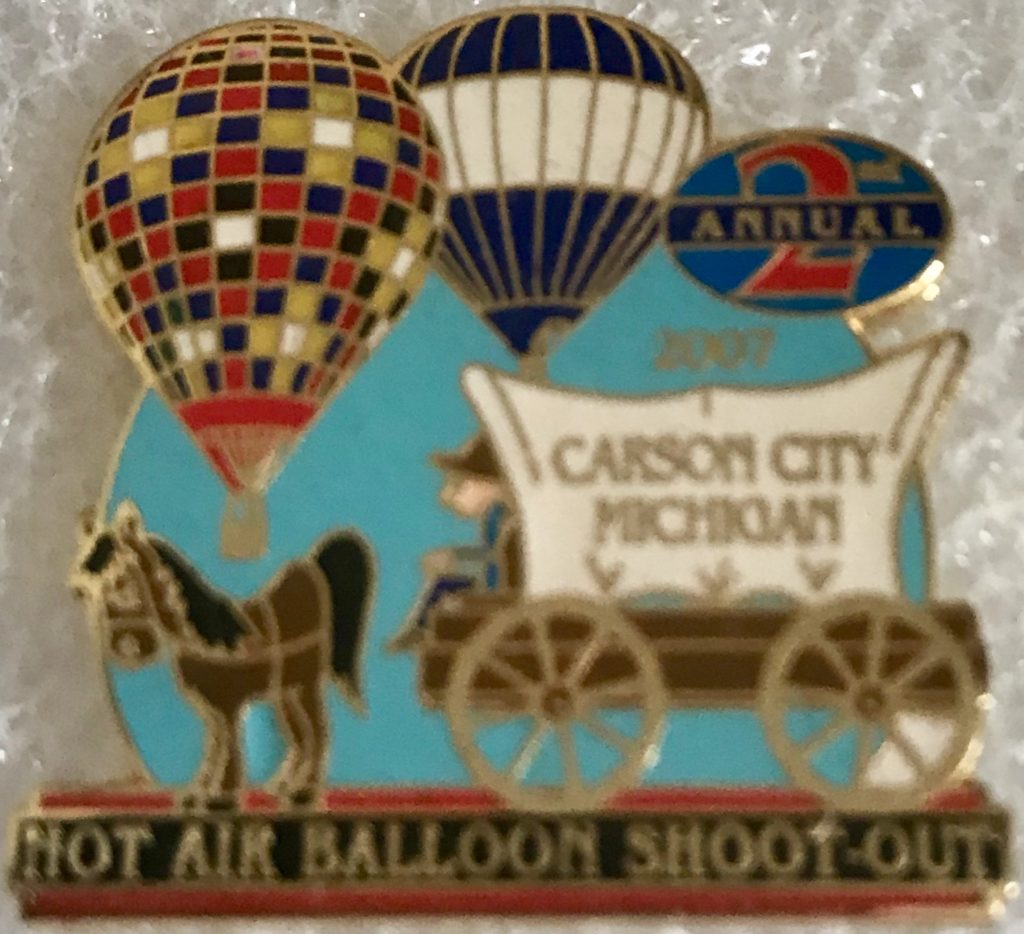 2nd
ANNUAL
2007
CARSON CITY
MICHIGAN
HOT AIR BALLOON SHOOT-OUT